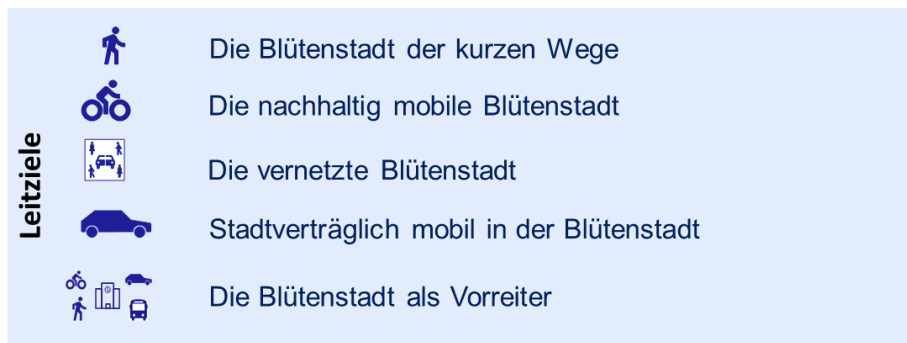 Leitziele
Die Blütenstadt der kurzen Wege
Die nachhaltig mobile Blütenstadt
Die vernetzte Blütenstadt
Stadtverträglich mobil in der Blütenstadt
Die Blütenstadt als Vorreiter